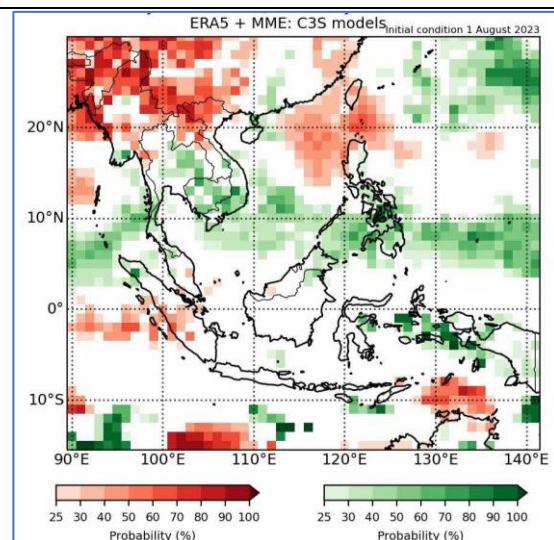 ERA5 + MME: C3S models
Initial condition 1 August 2023
20°N
10°N
0°
10°S
90°E 100°E 110°E 120°E 130°E 140°E
25 30 40 50 60 70 80 90 100 25 30 40 50 60 70 80 90 100
Probability (%) Probability (%)